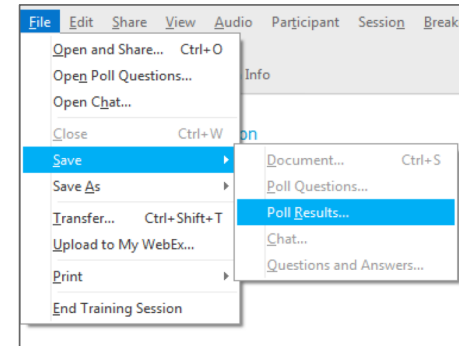 File Edit Share View Audio Participant Session
Open and Share... Ctrl+O
Open Poll Questions... Info
Open Chat...
Close Ctrl+W
Save
Document... Ctrl+S
Save As
Poll Questions...
Transfer... Ctrl+Shift+T
Poll Results...
Upload to My WebEx...
Chat...
Print
Questions and Answers...
End Training Session